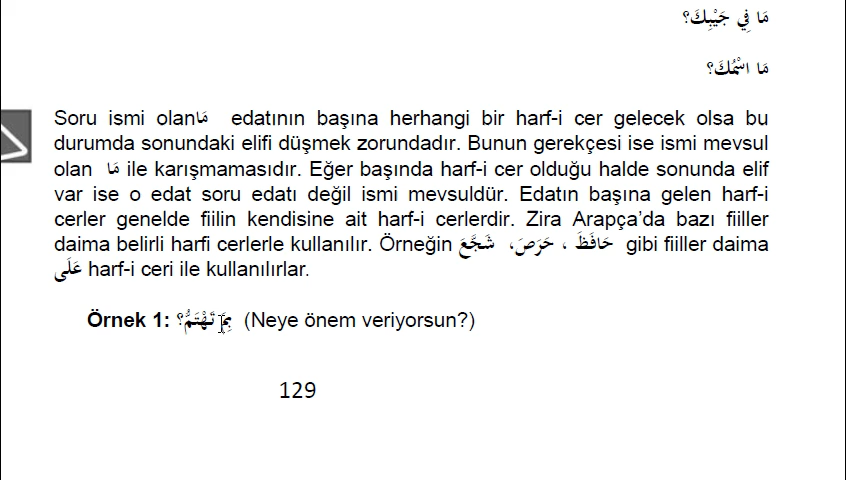 مَا فِي جَيْبِكَ؟
مَا اسْمُكَ؟
Soru ismi olan مَا edatının başına herhangi bir harf-i cer gelecek olsa bu
durumda sonundaki elifi düşmek zorundadır. Bunun gerekçesi ise ismi mevsul
olan مَا ile karışmamasıdır. Eğer başında harf-i cer olduğu halde sonunda elif
var ise o edat soru edatı değil ismi mevsuldür. Edatın başına gelen harf-i
cerler genelde fiilin kendisine ait harf-i cerlerdir. Zira Arapça’da bazı fiiller
daima belirli harfi cerlerle kullanılır. Örneğin حَافَظَ ، حَرَصَ، شَجَّعَ gibi fiiller daima
عَلَى harf-i ceri ile kullanılırlar.
Örnek 1: بِمَ تَهْتَمُّ؟ (Neye önem veriyorsun?)
129